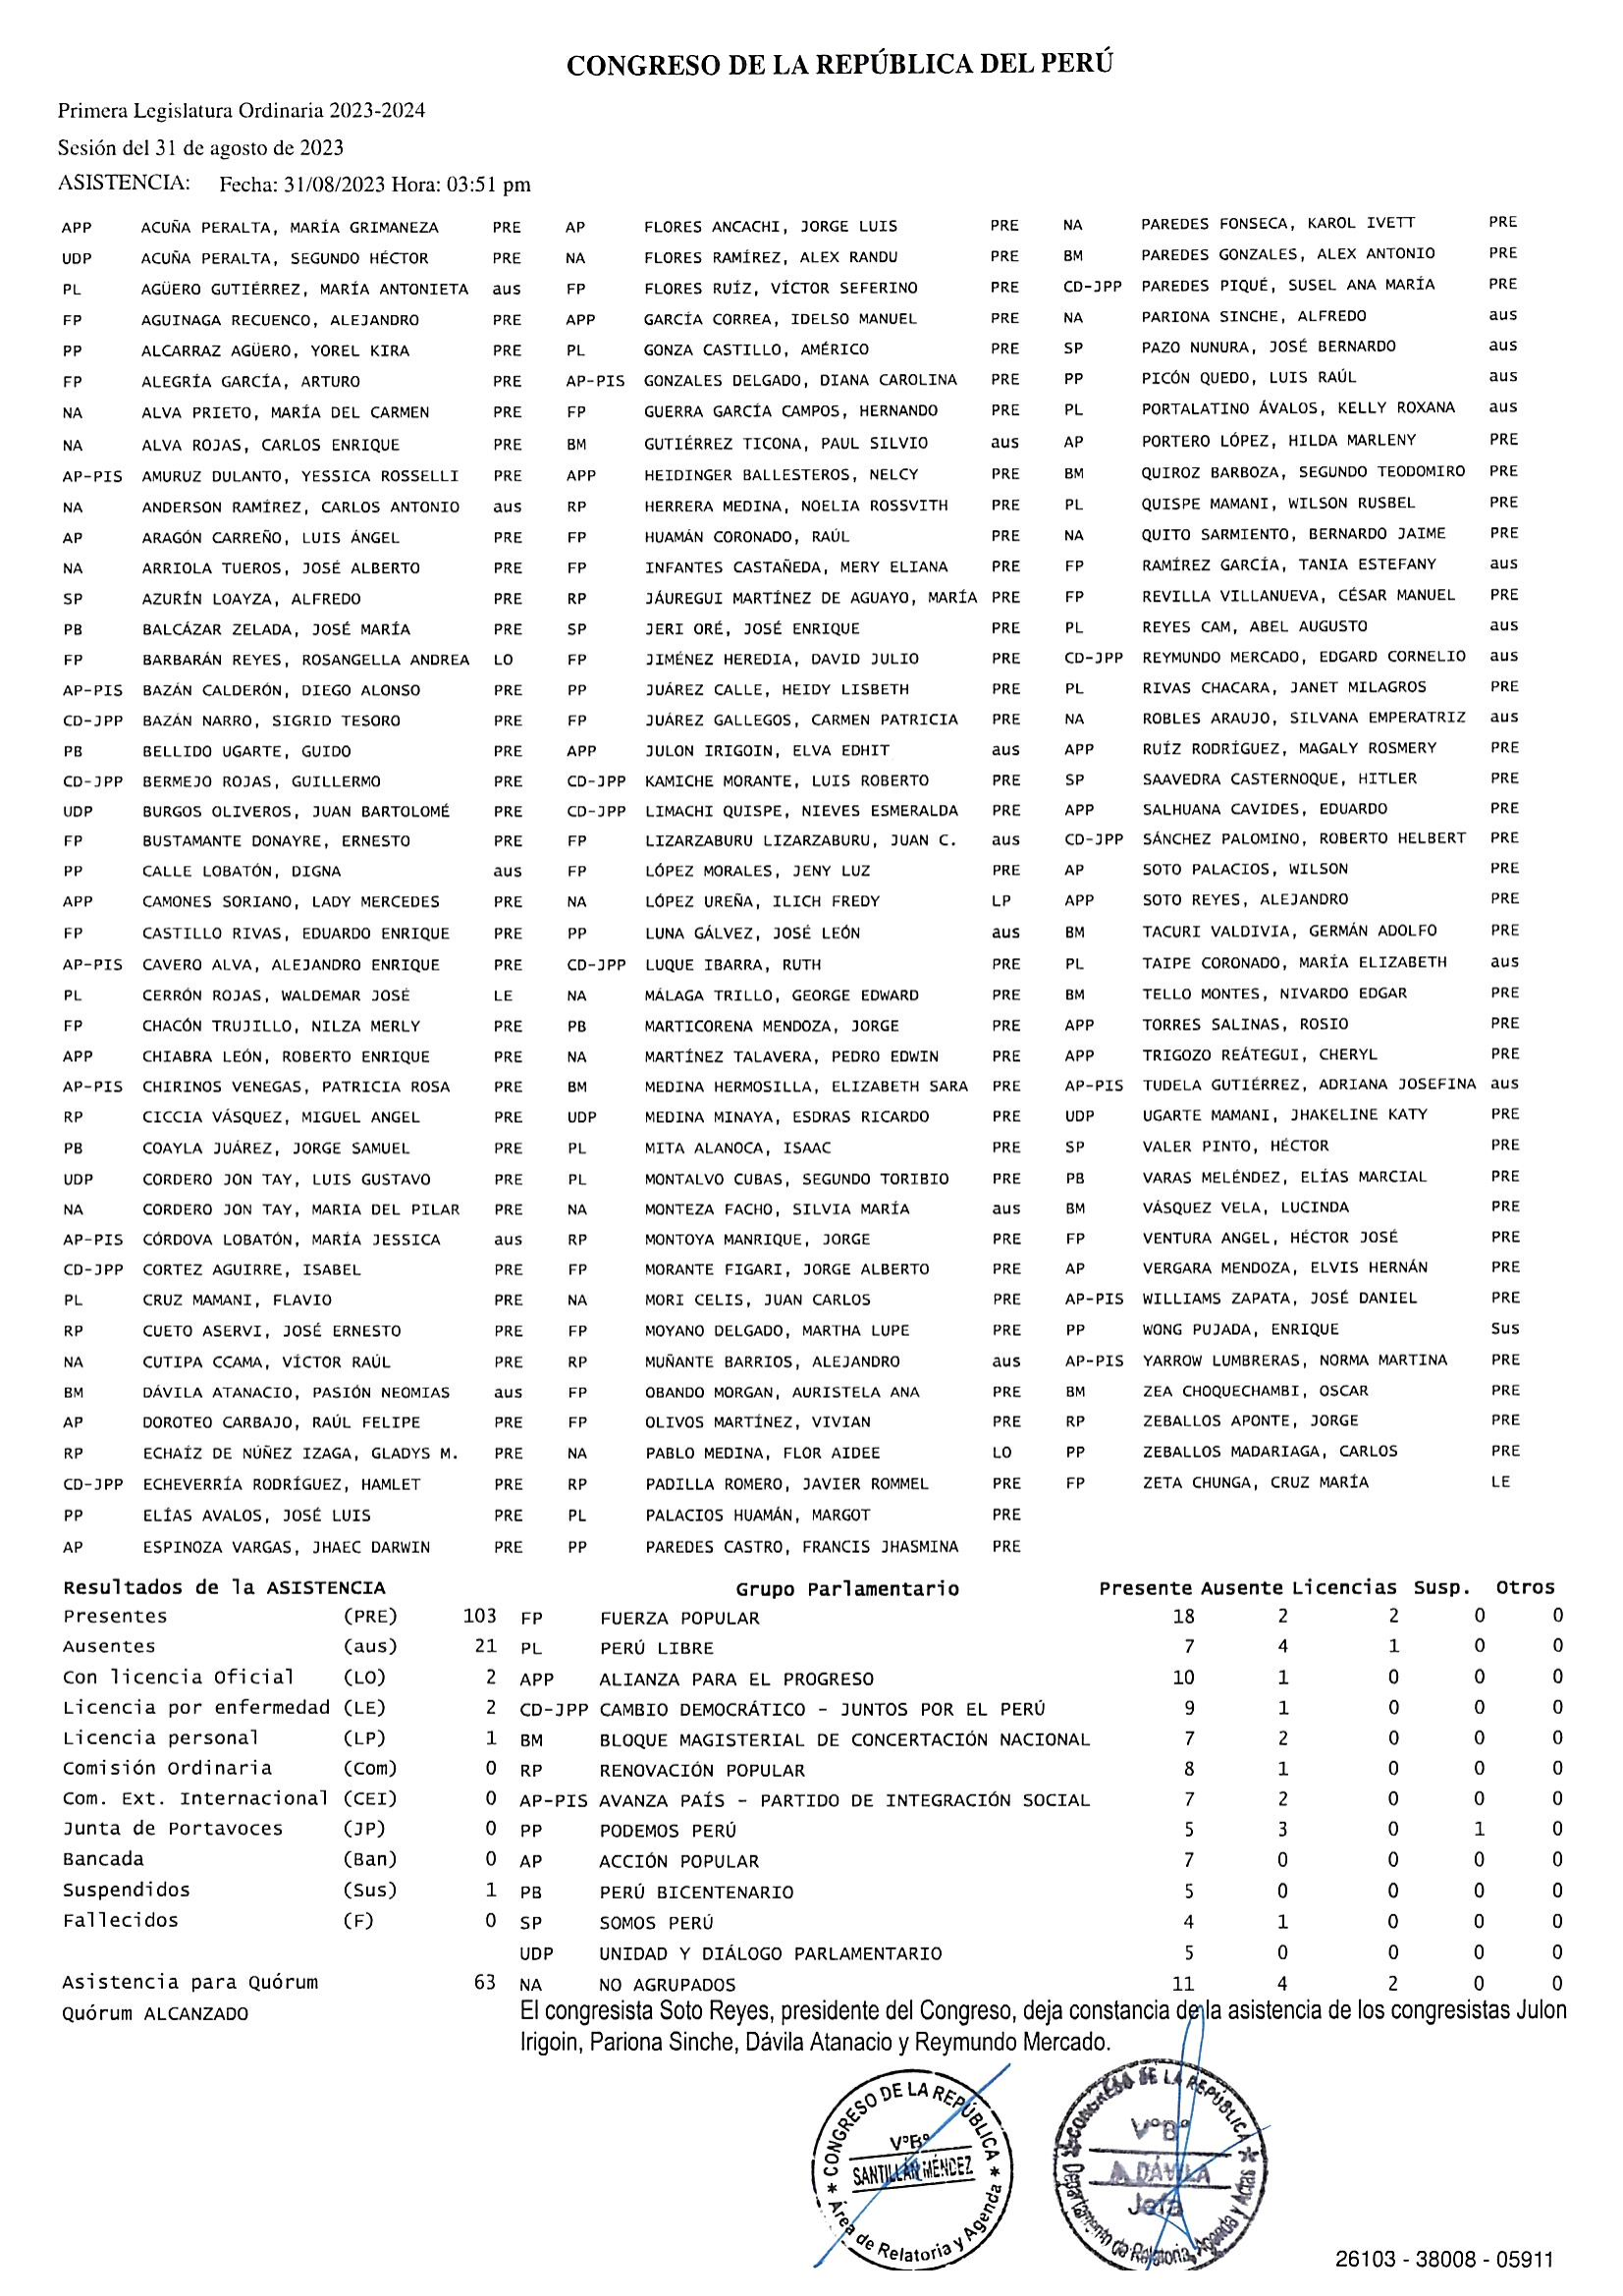 CONGRESO DE LA REPÚBLICA DEL PERÚ
Primera Legislatura Ordinaria 2023-2024
Sesión del 31 de agosto de 2023
ASISTENCIA: Fecha: 31/08/2023 Hora: 03:51 pm
APP ACUÑA PERALTA, MARÍA GRIMANEZA PRE AP FLORES ANCACHI, JORGE LUIS PRE NA PAREDES FONSECA, KAROL IVETT PRE
UDP ACUÑA PERALTA, SEGUNDO HÉCTOR PRE NA FLORES RAMÍREZ, ALEX RANDU PRE BM PAREDES GONZALES, ALEX ANTONIO PRE
PL AGÜERO GUTIÉRREZ, MARÍA ANTONIETA aus FP FLORES RUÍZ, VÍCTOR SEFERINO PRE CD-JPP PAREDES PIQUÉ, SUSEL ANA MARÍA PRE
FP AGUINAGA RECUENCO, ALEJANDRO PRE APP GARCÍA CORREA, IDELSO MANUEL PRE NA PARIONA SINCHE, ALFREDO aus
PP ALCARRAZ AGÜERO, YOREL KIRA PRE PL GONZA CASTILLO, AMÉRICO PRE SP PAZO NUNURA, JOSÉ BERNARDO aus
FP ALEGRÍA GARCÍA, ARTURO PRE AP-PIS GONZALES DELGADO, DIANA CAROLINA PRE PP PICÓN QUEDO, LUIS RAÚL aus
NA ALVA PRIETO, MARÍA DEL CARMEN PRE FP GUERRA GARCÍA CAMPOS, HERNANDO PRE PL PORTALATINO ÁVALOS, KELLY ROXANA aus
NA ALVA ROJAS, CARLOS ENRIQUE PRE BM GUTIÉRREZ TICONA, PAUL SILVIO aus AP PORTERO LÓPEZ, HILDA MARLENY PRE
AP-PIS AMURUZ DULANTO, YESSICA ROSSELLI PRE APP HEIDINGER BALLESTEROS, NELCY PRE BM QUIROZ BARBOZA, SEGUNDO TEODOMIRO PRE
NA ANDERSON RAMÍREZ, CARLOS ANTONIO aus RP HERRERA MEDINA, NOELIA ROSSVITH PRE PL QUISPE MAMANI, WILSON RUSBEL PRE
AP ARAGÓN CARREÑO, LUIS ÁNGEL PRE FP HUAMÁN CORONADO, RAÚL PRE NA QUITO SARMIENTO, BERNARDO JAIME PRE
NA ARRIOLA TUEROS, JOSÉ ALBERTO PRE FP INFANTES CASTAÑEDA, MERY ELIANA PRE FP RAMÍREZ GARCÍA, TANIA ESTEFANY aus
SP AZURÍN LOAYZA, ALFREDO PRE RP JÁUREGUI MARTÍNEZ DE AGUAYO, MARÍA PRE FP REVILLA VILLANUEVA, CÉSAR MANUEL PRE
PB BALCÁZAR ZELADA, JOSÉ MARÍA PRE SP JERI ORÉ, JOSÉ ENRIQUE PRE PL REYES CAM, ABEL AUGUSTO aus
FP BARBARÁN REYES, ROSANGELLA ANDREA LO FP JIMÉNEZ HEREDIA, DAVID JULIO PRE CD-JPP REYMUNDO MERCADO, EDGARD CORNELIO aus
AP-PIS BAZÁN CALDERÓN, DIEGO ALONSO PRE PP JUÁREZ CALLE, HEIDY LISBETH PRE PL RIVAS CHACARA, JANET MILAGROS PRE
CD-JPP BAZÁN NARRO, SIGRID TESORO PRE FP JUÁREZ GALLEGOS, CARMEN PATRICIA PRE NA ROBLES ARAUJO, SILVANA EMPERATRIZ aus
PB BELLIDO UGARTE, GUIDO PRE APP JULON IRIGOIN, ELVA EDHIT aus APP RUÍZ RODRÍGUEZ, MAGALY ROSMERY PRE
CD-JPP BERMEJO ROJAS, GUILLERMO PRE CD-JPP KAMICHE MORANTE, LUIS ROBERTO PRE SP SAAVEDRA CASTERNOQUE, HITLER PRE
UDP BURGOS OLIVEROS, JUAN BARTOLOMÉ PRE CD-JPP LIMACHI QUISPE, NIEVES ESMERALDA PRE APP SALHUANA CAVIDES, EDUARDO PRE
FP BUSTAMANTE DONAYRE, ERNESTO PRE FP LIZARZABURU LIZARZABURU, JUAN C. aus CD-JPP SÁNCHEZ PALOMINO, ROBERTO HELBERT PRE
PP CALLE LOBATÓN, DIGNA aus FP LÓPEZ MORALES, JENY LUZ PRE AP SOTO PALACIOS, WILSON PRE
APP CAMONES SORIANO, LADY MERCEDES PRE NA LÓPEZ UREÑA, ILICH FREDY LP APP SOTO REYES, ALEJANDRO PRE
FP CASTILLO RIVAS, EDUARDO ENRIQUE PRE PP LUNA GÁLVEZ, JOSÉ LEÓN aus BM TACURI VALDIVIA, GERMÁN ADOLFO PRE
AP-PIS CAVERO ALVA, ALEJANDRO ENRIQUE PRE CD-JPP LUQUE IBARRA, RUTH PRE PL TAIPE CORONADO, MARÍA ELIZABETH aus
PL CERRÓN ROJAS, WALDEMAR JOSÉ LE NA MÁLAGA TRILLO, GEORGE EDWARD PRE BM TELLO MONTES, NIVARDO EDGAR PRE
FP CHACÓN TRUJILLO, NILZA MERLY PRE PB MARTICORENA MENDOZA, JORGE PRE APP TORRES SALINAS, ROSIO PRE
APP CHIABRA LEÓN, ROBERTO ENRIQUE PRE NA MARTÍNEZ TALAVERA, PEDRO EDWIN PRE APP TRIGOZO REÁTEGUI, CHERYL PRE
AP-PIS CHIRINOS VENEGAS, PATRICIA ROSA PRE BM MEDINA HERMOSILLA, ELIZABETH SARA PRE AP-PIS TUDELA GUTIÉRREZ, ADRIANA JOSEFINA aus
RP CICCIA VÁSQUEZ, MIGUEL ANGEL PRE UDP MEDINA MINAYA, ESDRAS RICARDO PRE UDP UGARTE MAMANI, JHAKELINE KATY PRE
PB COAYLA JUÁREZ, JORGE SAMUEL PRE PL MITA ALANOCA, ISAAC PRE SP VALER PINTO, HÉCTOR PRE
UDP CORDERO JON TAY, LUIS GUSTAVO PRE PL MONTALVO CUBAS, SEGUNDO TORIBIO PRE PB VARAS MELÉNDEZ, ELÍAS MARCIAL PRE
NA CORDERO JON TAY, MARIA DEL PILAR PRE NA MONTEZA FACHO, SILVIA MARÍA aus BM VÁSQUEZ VELA, LUCINDA PRE
AP-PIS CÓRDOVA LOBATÓN, MARÍA JESSICA aus RP MONTOYA MANRIQUE, JORGE PRE FP VENTURA ANGEL, HÉCTOR JOSÉ PRE
CD-JPP CORTEZ AGUIRRE, ISABEL PRE FP MORANTE FIGARI, JORGE ALBERTO PRE AP VERGARA MENDOZA, ELVIS HERNÁN PRE
PL CRUZ MAMANI, FLAVIO PRE NA MORI CELIS, JUAN CARLOS PRE AP-PIS WILLIAMS ZAPATA, JOSÉ DANIEL PRE
RP CUETO ASERVI, JOSÉ ERNESTO PRE FP MOYANO DELGADO, MARTHA LUPE PRE PP WONG PUJADA, ENRIQUE Sus
NA CUTIPA CCAMA, VÍCTOR RAÚL PRE RP MUÑANTE BARRIOS, ALEJANDRO aus AP-PIS YARROW LUMBRERAS, NORMA MARTINA PRE
BM DÁVILA ATANACIO, PASIÓN NEOMIAS aus FP OBANDO MORGAN, AURISTELA ANA PRE BM ZEA CHOQUECHAMBI, OSCAR PRE
AP DOROTEO CARBAJO, RAÚL FELIPE PRE FP OLIVOS MARTÍNEZ, VIVIAN PRE RP ZEBALLOS APONTE, JORGE PRE
RP ECHAÍZ DE NÚÑEZ IZAGA, GLADYS M. PRE NA PABLO MEDINA, FLOR AIDEE LO PP ZEBALLOS MADARIAGA, CARLOS PRE
CD-JPP ECHEVERRÍA RODRÍGUEZ, HAMLET PRE RP PADILLA ROMERO, JAVIER ROMMEL PRE FP ZETA CHUNGA, CRUZ MARÍA LE
PP ELÍAS AVALOS, JOSÉ LUIS PRE PL PALACIOS HUAMÁN, MARGOT PRE
AP ESPINOZA VARGAS, JHAEC DARWIN PRE PP PAREDES CASTRO, FRANCIS JHASMINA PRE
Resultados de la ASISTENCIA Grupo Parlamentario Presente Ausente Licencias Susp. Otros
Presentes (PRE) 103 FP FUERZA POPULAR 18 2 2 0 0
Ausentes (aus) 21 PL PERÚ LIBRE 7 4 1 0 0
Con licencia Oficial (LO) 2 APP ALIANZA PARA EL PROGRESO 10 1 0 0 0
Licencia por enfermedad (LE) 2 CD-JPP CAMBIO DEMOCRÁTICO - JUNTOS POR EL PERÚ 9 1 0 0 0
Licencia personal (LP) 1 BM BLOQUE MAGISTERIAL DE CONCERTACIÓN NACIONAL 7 2 0 0 0
Comisión Ordinaria (Com) 0 RP RENOVACIÓN POPULAR 8 1 0 0 0
Com. Ext. Internacional (CEI) 0 AP-PIS AVANZA PAÍS - PARTIDO DE INTEGRACIÓN SOCIAL 7 2 0 0 0
Junta de Portavoces (JP) 0 PP PODEMOS PERÚ 5 3 0 1 0
Bancada (Ban) 0 AP ACCIÓN POPULAR 7 0 0 0 0
Suspendidos (Sus) 1 PB PERÚ BICENTENARIO 5 0 0 0 0
Fallecidos (F) 0 SP SOMOS PERÚ 4 1 0 0 0
UDP UNIDAD Y DIÁLOGO PARLAMENTARIO 5 0 0 0 0
Asistencia para Quórum 63 NA NO AGRUPADOS 11 4 2 0 0
Quórum ALCANZADO
El congresista Soto Reyes, presidente del Congreso, deja constancia de la asistencia de los congresistas Julon
Irigoin, Pariona Sinche, Dávila Atanacio y Reymundo Mercado.
CONGRESO DE LA REPÚBLICA
V°B°
SANTILLÁN MÉNDEZ
Área de Relatoria y Agenda
CONGRESO DE LA REPÚBLICA
V°B°
A DÁVILA
Jefa
Departamento de Relatoria, Agenda y Actas
26103 - 38008 - 05911